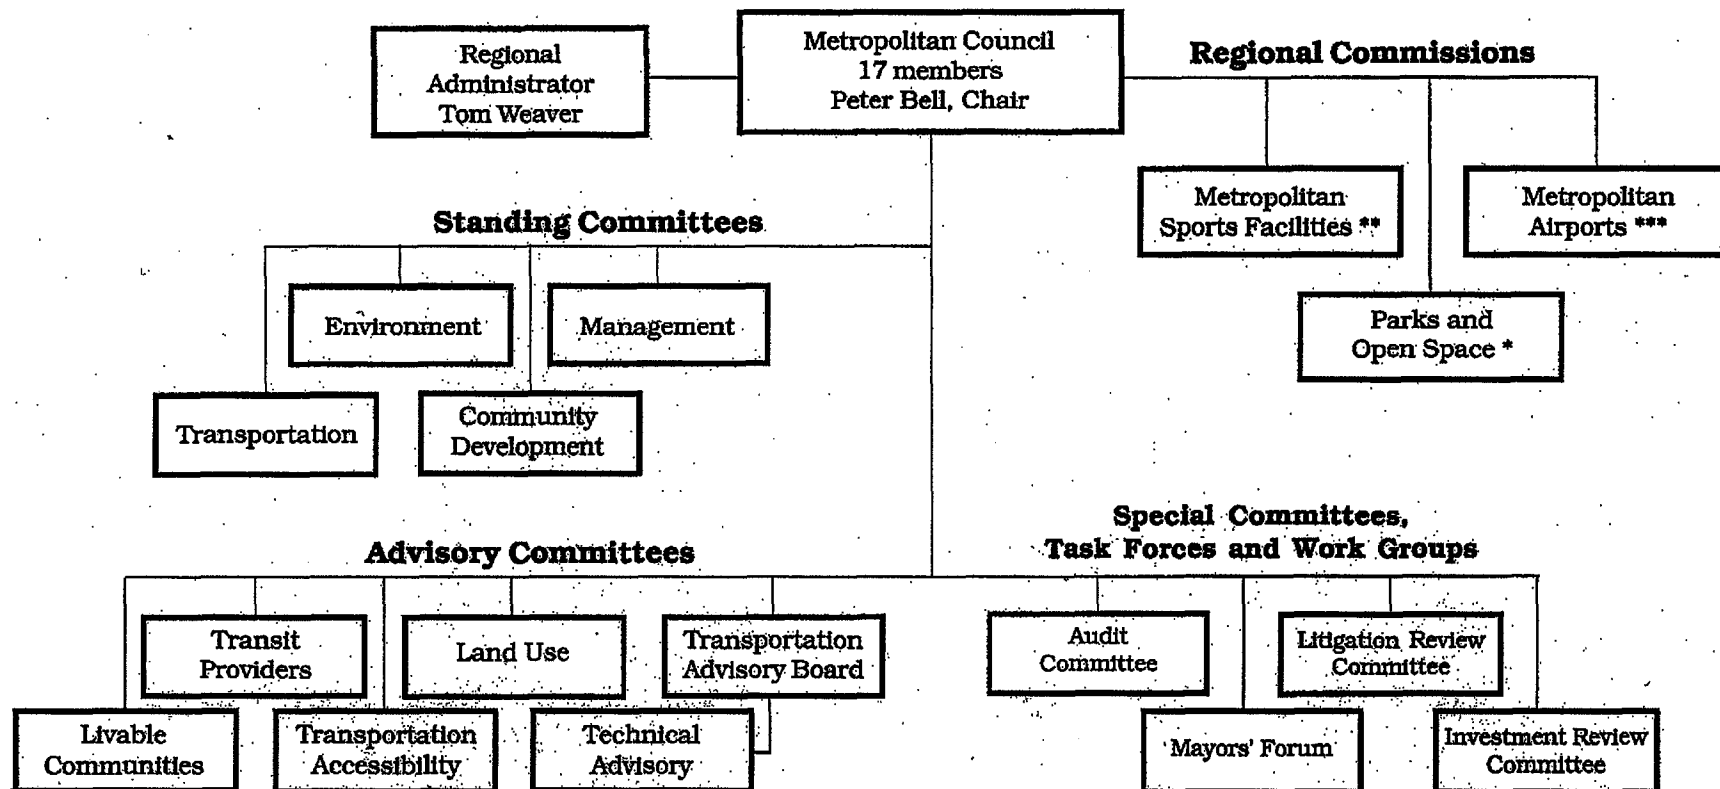 Regional
Administrator
Tom Weaver
Metropolitan Council
17 members
Peter Bell, Chair
Regional Commissions
Metropolitan
Sports Facilities **
Metropolitan
Airports ***
Parks and
Open Space *
Standing Committees
Environment
Management
Transportation
Community
Development
Advisory Committees
Special Committees,
Task Forces and Work Groups
Transit
Providers
Land Use
Transportation
Advisory Board
Livable
Communities
Transportation
Accessibility
Technical
Advisory
Audit
Committee
Litigation Review
Committee
Mayors' Forum
Investment Review
Committee